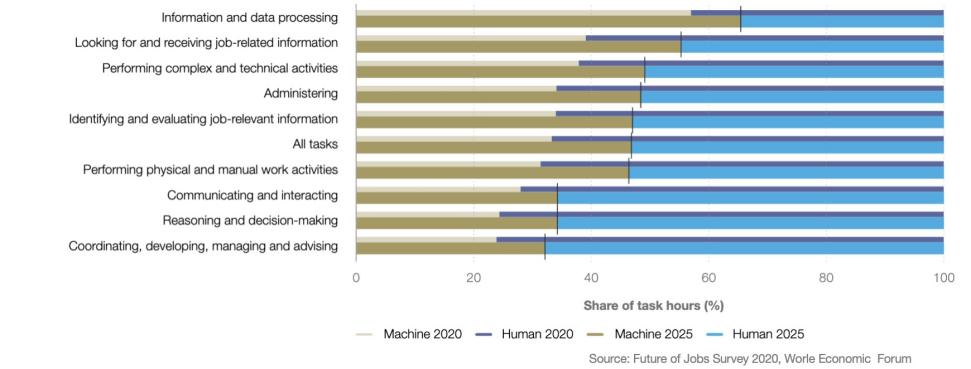 Information and data processing
Looking for and receiving job-related information
Performing complex and technical activities
Administering
Identifying and evaluating job-relevant information
All tasks
Performing physical and manual work activities
Communicating and interacting
Reasoning and decision-making
Coordinating, developing, managing and advising
0 20 40 60 80 100
Share of task hours (%)
Machine 2020 Human 2020 Machine 2025 Human 2025
Source: Future of Jobs Survey 2020, Worle Economic Forum